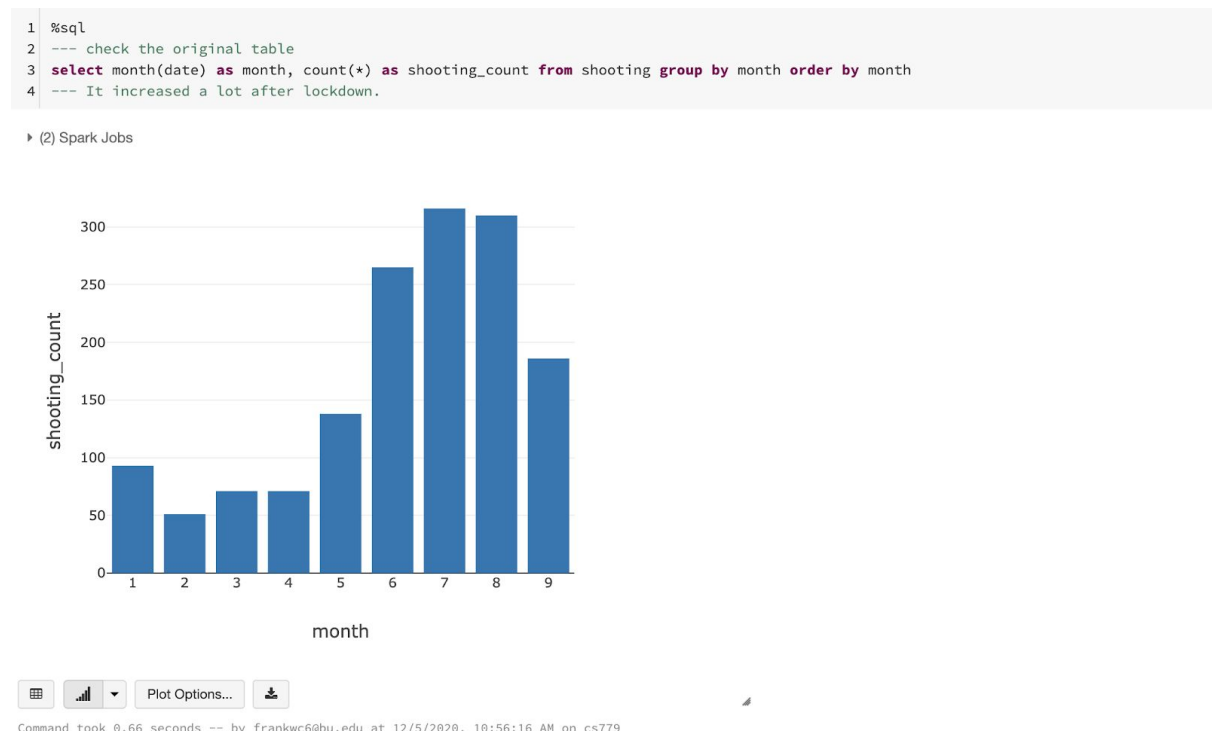 1 %sql
2 --- check the original table
3 select month(date) as month, count(*) as shooting_count from shooting group by month order by month
4 --- It increased a lot after lockdown.
(2) Spark Jobs
300
250
200
150
100
50
0
shooting_count
1 2 3 4 5 6 7 8 9
month
Plot Options...
Command took 0.66 seconds -- by frankwc6@bu.edu at 12/5/2020, 10:56:16 AM on cs779